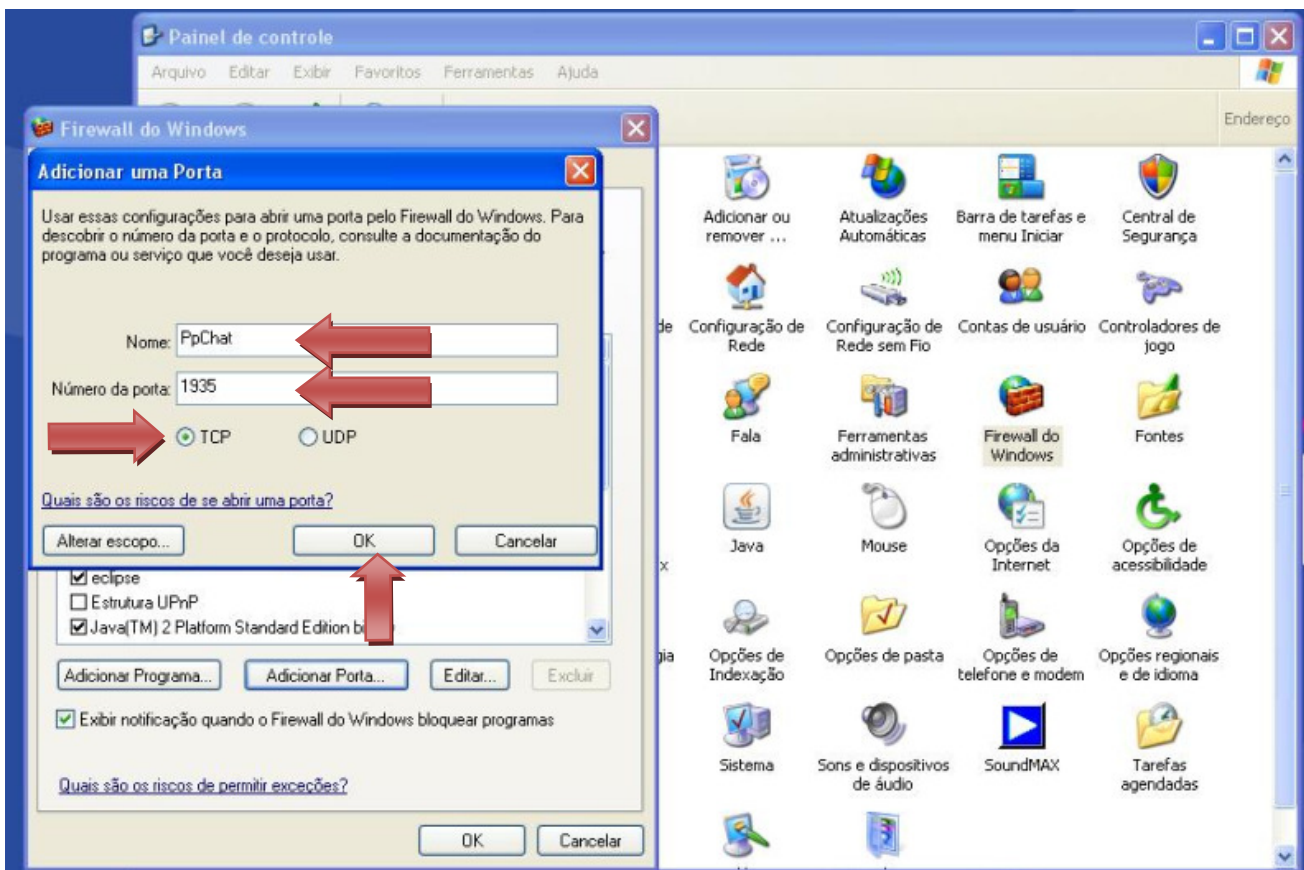 Painel de controle
Arquivo Editar Exibir Favoritos Ferramentas Ajuda
Endereço
Firewall do Windows
Adicionar uma Porta
Usar essas configurações para abrir uma porta pelo Firewall do Windows. Para
descobrir o número da porta e o protocolo, consulte a documentação do
programa ou serviço que você deseja usar.
Nome: PpChat
Número da porta: 1935
TCP UDP
Quais são os riscos de se abrir uma porta?
Alterar escopo... OK Cancelar
eclipse
Estrutura UPnP
Java(TM) 2 Platform Standard Edition
Adicionar Programa... Adicionar Porta... Editar... Excluir
Exibir notificação quando o Firewall do Windows bloquear programas
Quais são os riscos de permitir exceções?
OK Cancelar
Adicionar ou
remover ...
Atualizações
Automáticas
Barra de tarefas e
menu Iniciar
Central de
Segurança
de
Configuração de
Rede
Configuração de
Rede sem Fio
Contas de usuário
Controladores de
jogo
Fala
Ferramentas
administrativas
Firewall do
Windows
Fontes
x
Java
Mouse
Opções da
Internet
Opções de
acessibilidade
gia
Opções de
Indexação
Opções de pasta
Opções de
telefone e modem
Opções regionais
e de idioma
Sistema
Sons e dispositivos
de áudio
SoundMAX
Tarefas
agendadas